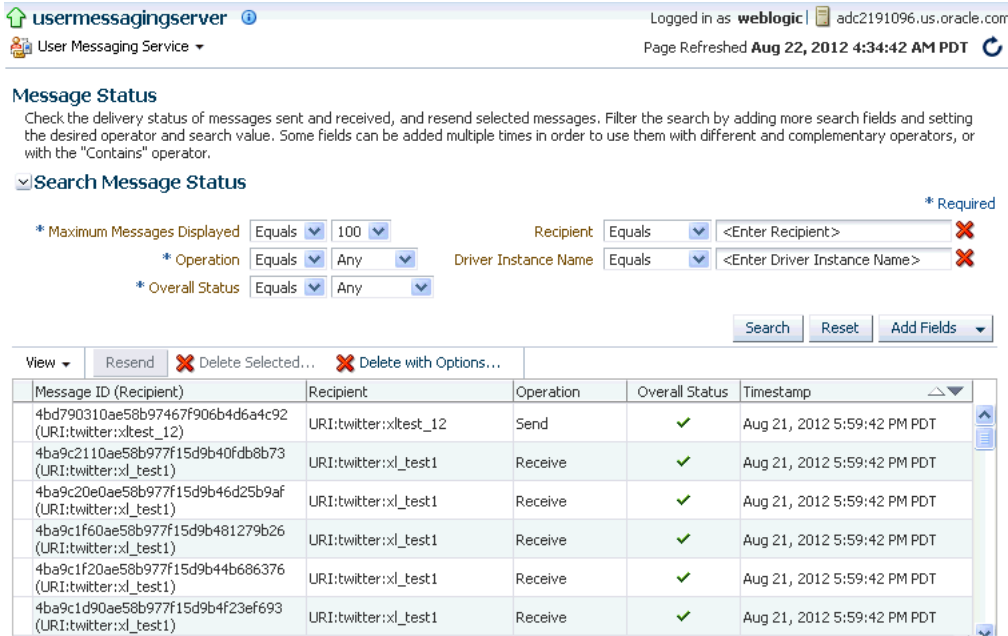 usermessagingserver
Logged in as weblogic | adc2191096.us.oracle.com
User Messaging Service
Page Refreshed Aug 22, 2012 4:34:42 AM PDT
Message Status
Check the delivery status of messages sent and received, and resend selected messages. Filter the search by adding more search fields and setting
the desired operator and search value. Some fields can be added multiple times in order to use them with different and complementary operators, or
with the "Contains" operator.
Search Message Status
* Required
* Maximum Messages Displayed Equals 100 Recipient Equals <Enter Recipient>
* Operation Equals Any Driver Instance Name Equals <Enter Driver Instance Name>
* Overall Status Equals Any
Search Reset Add Fields
View Resend Delete Selected... Delete with Options...
Message ID (Recipient) Recipient Operation Overall Status Timestamp
4bd790310ae58b97467f906b4d6a4c92
(URI:twitter:xltest_12) URI:twitter:xltest_12 Send Aug 21, 2012 5:59:42 PM PDT
4ba9c2110ae58b977f15d9b40fdb8b73
(URI:twitter:xl_test1) URI:twitter:xl_test1 Receive Aug 21, 2012 5:59:42 PM PDT
4ba9c20e0ae58b977f15d9b46d25b9af
(URI:twitter:xl_test1) URI:twitter:xl_test1 Receive Aug 21, 2012 5:59:42 PM PDT
4ba9c1f60ae58b977f15d9b481279b26
(URI:twitter:xl_test1) URI:twitter:xl_test1 Receive Aug 21, 2012 5:59:42 PM PDT
4ba9c1f20ae58b977f15d9b44b686376
(URI:twitter:xl_test1) URI:twitter:xl_test1 Receive Aug 21, 2012 5:59:42 PM PDT
4ba9c1d90ae58b977f15d9b4f23ef693
(URI:twitter:xl_test1) URI:twitter:xl_test1 Receive Aug 21, 2012 5:59:42 PM PDT